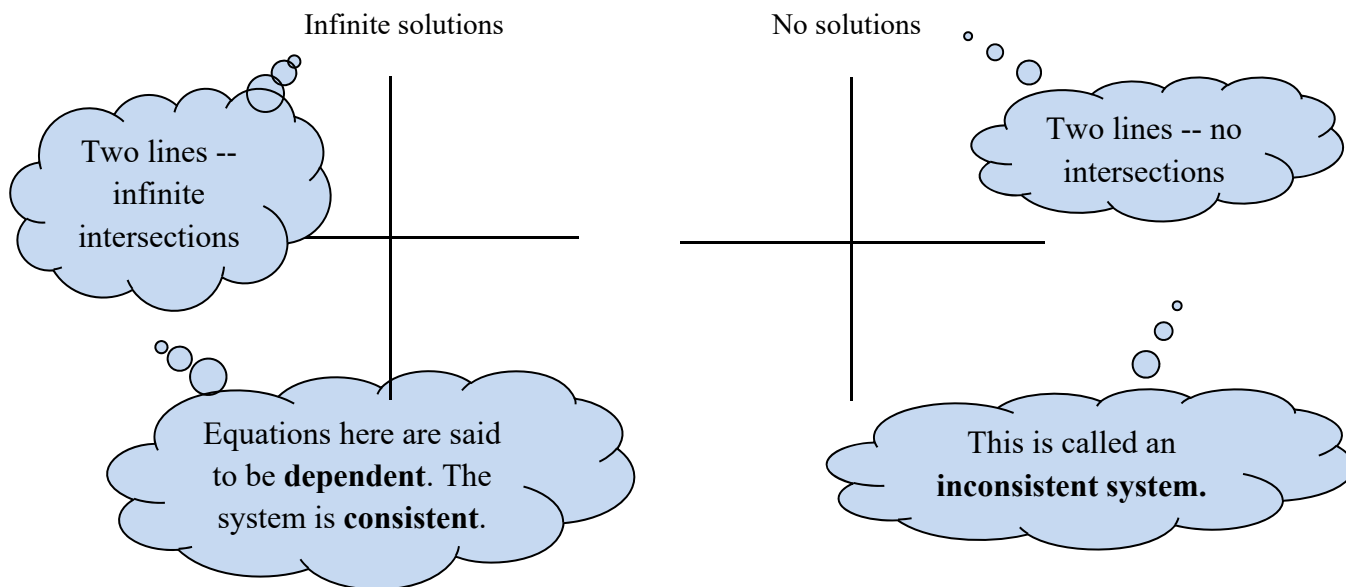 Infinite solutions
No solutions
Two lines --
infinite
intersections
Two lines -- no
intersections
Equations here are said
to be dependent. The
system is consistent.
This is called an
inconsistent system.